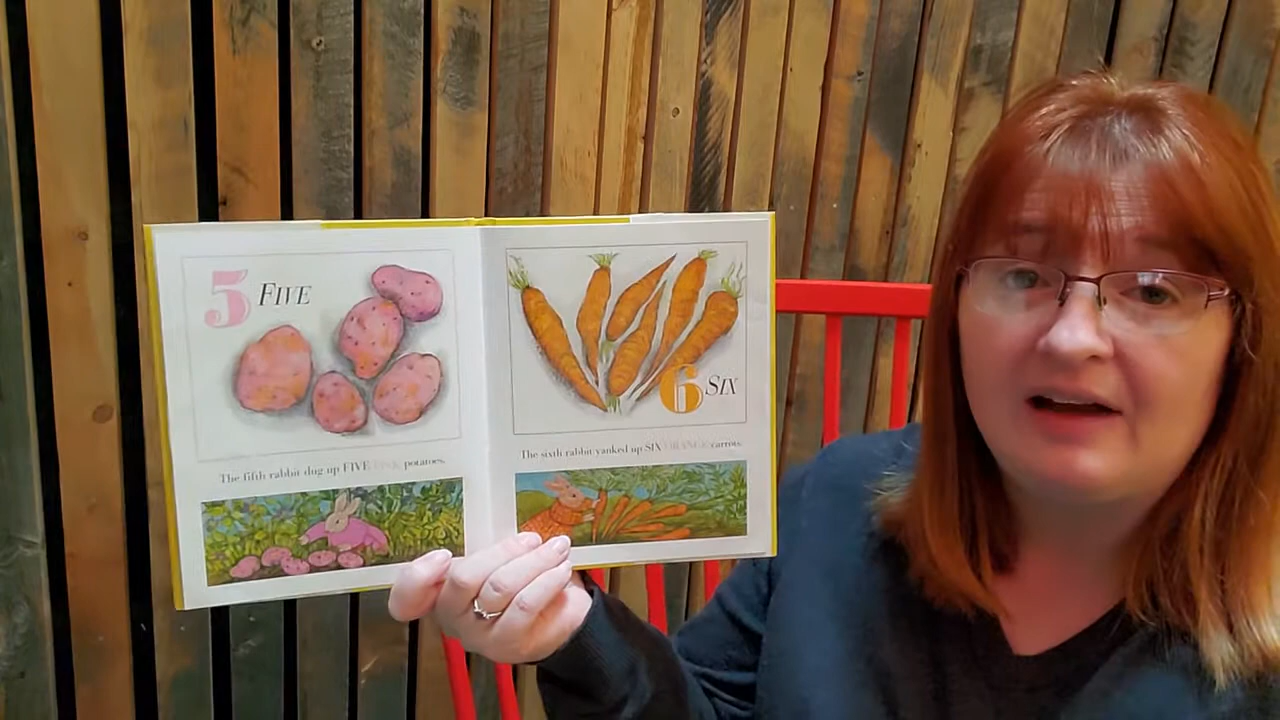 5 FIVE
The fifth rabbit dug up FIVE PINK potatoes.
6 SIX
The sixth rabbit yanked up SIX ORANGE carrots.